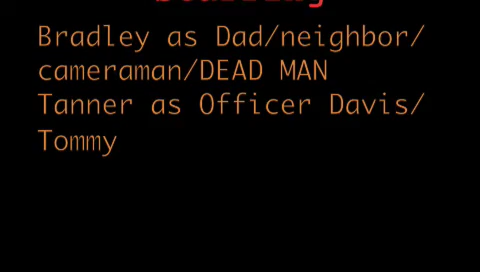 Bradley as Dad/neighbor/
cameraman/DEAD MAN
Tanner as Officer Davis/
Tommy